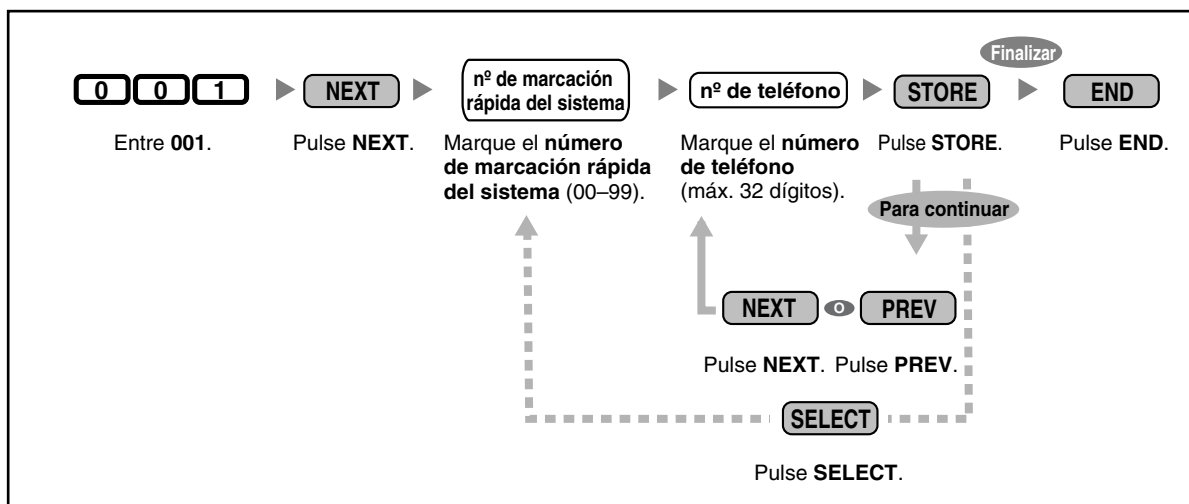 Finalizar
0 0 1
NEXT
nº de marcación
rápida del sistema
nº de teléfono
STORE
END
Entre 001.
Pulse NEXT.
Marque el número
de marcación rápida
del sistema (00–99).
Marque el número
de teléfono
(máx. 32 dígitos).
Pulse STORE.
Pulse END.
Para continuar
NEXT
o
PREV
Pulse NEXT.
Pulse PREV.
SELECT
Pulse SELECT.